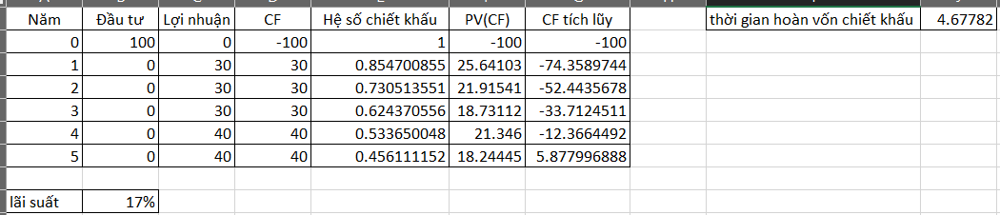 Năm Đầu tư Lợi nhuận CF Hệ số chiết khấu PV(CF) CF tích lũy thời gian hoàn vốn chiết khấu 4.67782
0 100 0 -100 1 -100 -100
1 0 30 30 0.854700855 25.64103 -74.3589744
2 0 30 30 0.730513551 21.91541 -52.4435678
3 0 30 30 0.624370556 18.73112 -33.7124511
4 0 40 40 0.533650048 21.346 -12.3664492
5 0 40 40 0.456111152 18.24445 5.877996888
lãi suất 17%